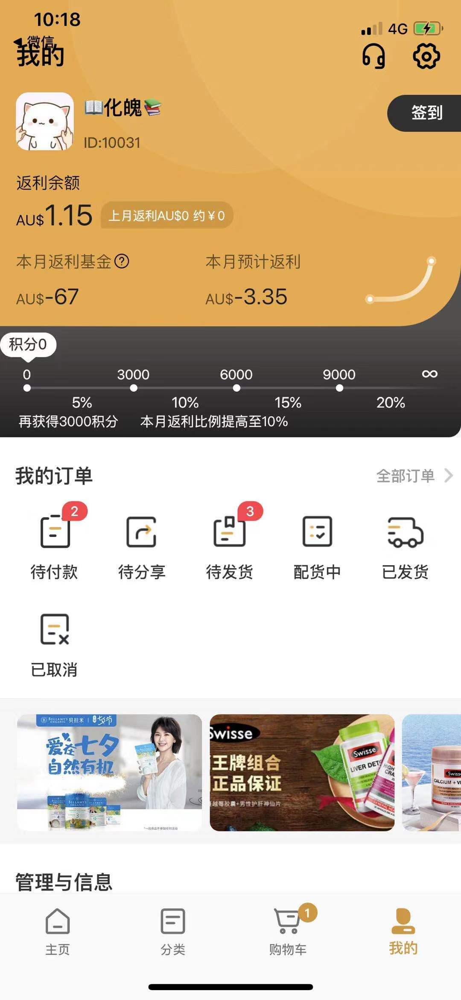 10:18
4G
微信
我的
📖化魄📚
签到
ID:10031
返利余额
AU$1.15
上月返利AU$0 约￥0
本月返利基金?
本月预计返利
AU$-67
AU$-3.35
积分0
0 3000 6000 9000 ∞
5% 10% 15% 20%
再获得3000积分 本月返利比例提高至10%
我的订单
全部订单
2
3
待付款 待分享 待发货 配货中 已发货
已取消
BELLAMY'S ORGANIC 贝拉米 七夕节
爱在七夕
自然有机
Swisse
王牌组合
正品保证
蔓越莓胶囊+男性护肝神仙片
Swisse
LIVER DETO
Swisse
CALCIUM + VI
管理与信息
1
主页 分类 购物车 我的